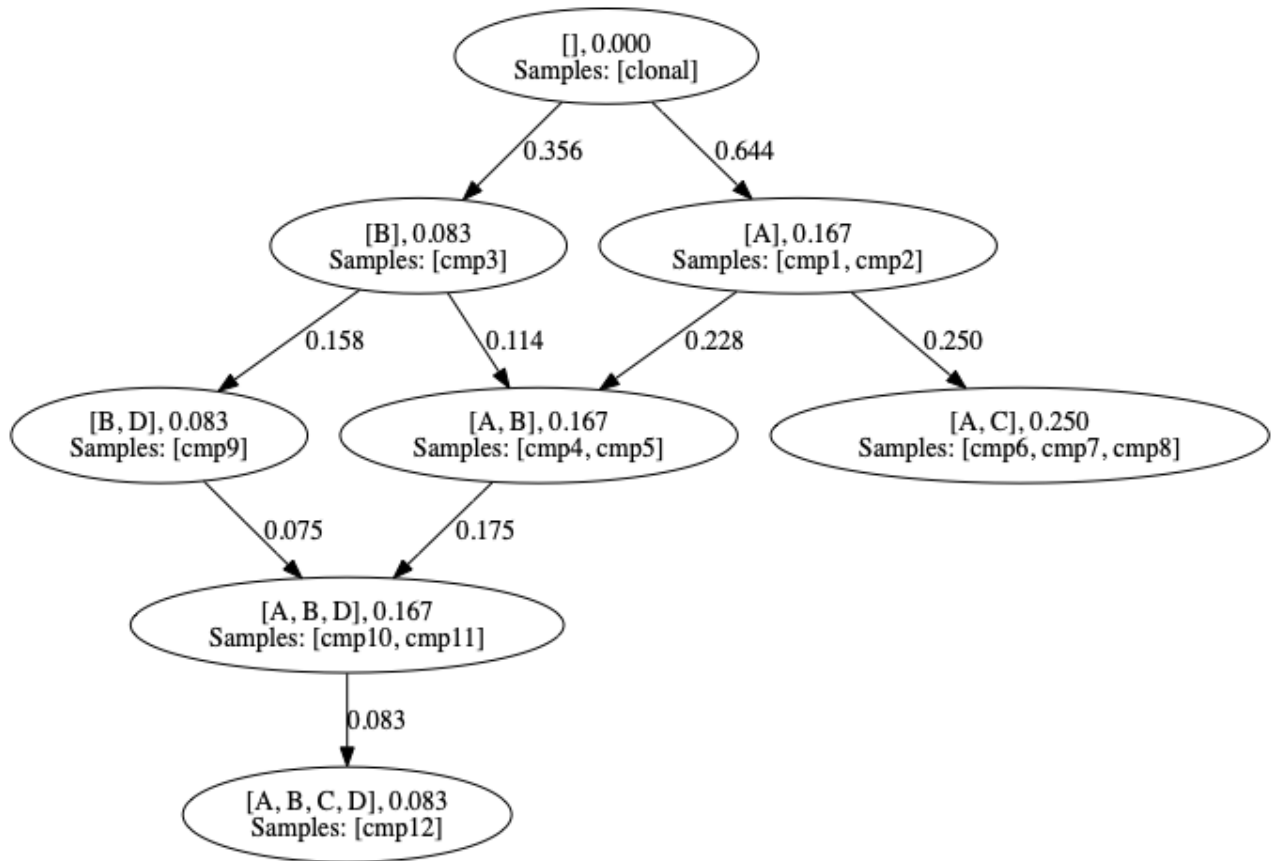 [], 0.000
Samples: [clonal]
0.356
0.644
[B], 0.083
Samples: [cmp3]
[A], 0.167
Samples: [cmp1, cmp2]
0.158
0.114
0.228
0.250
[B, D], 0.083
Samples: [cmp9]
[A, B], 0.167
Samples: [cmp4, cmp5]
[A, C], 0.250
Samples: [cmp6, cmp7, cmp8]
0.075
0.175
[A, B, D], 0.167
Samples: [cmp10, cmp11]
0.083
[A, B, C, D], 0.083
Samples: [cmp12]